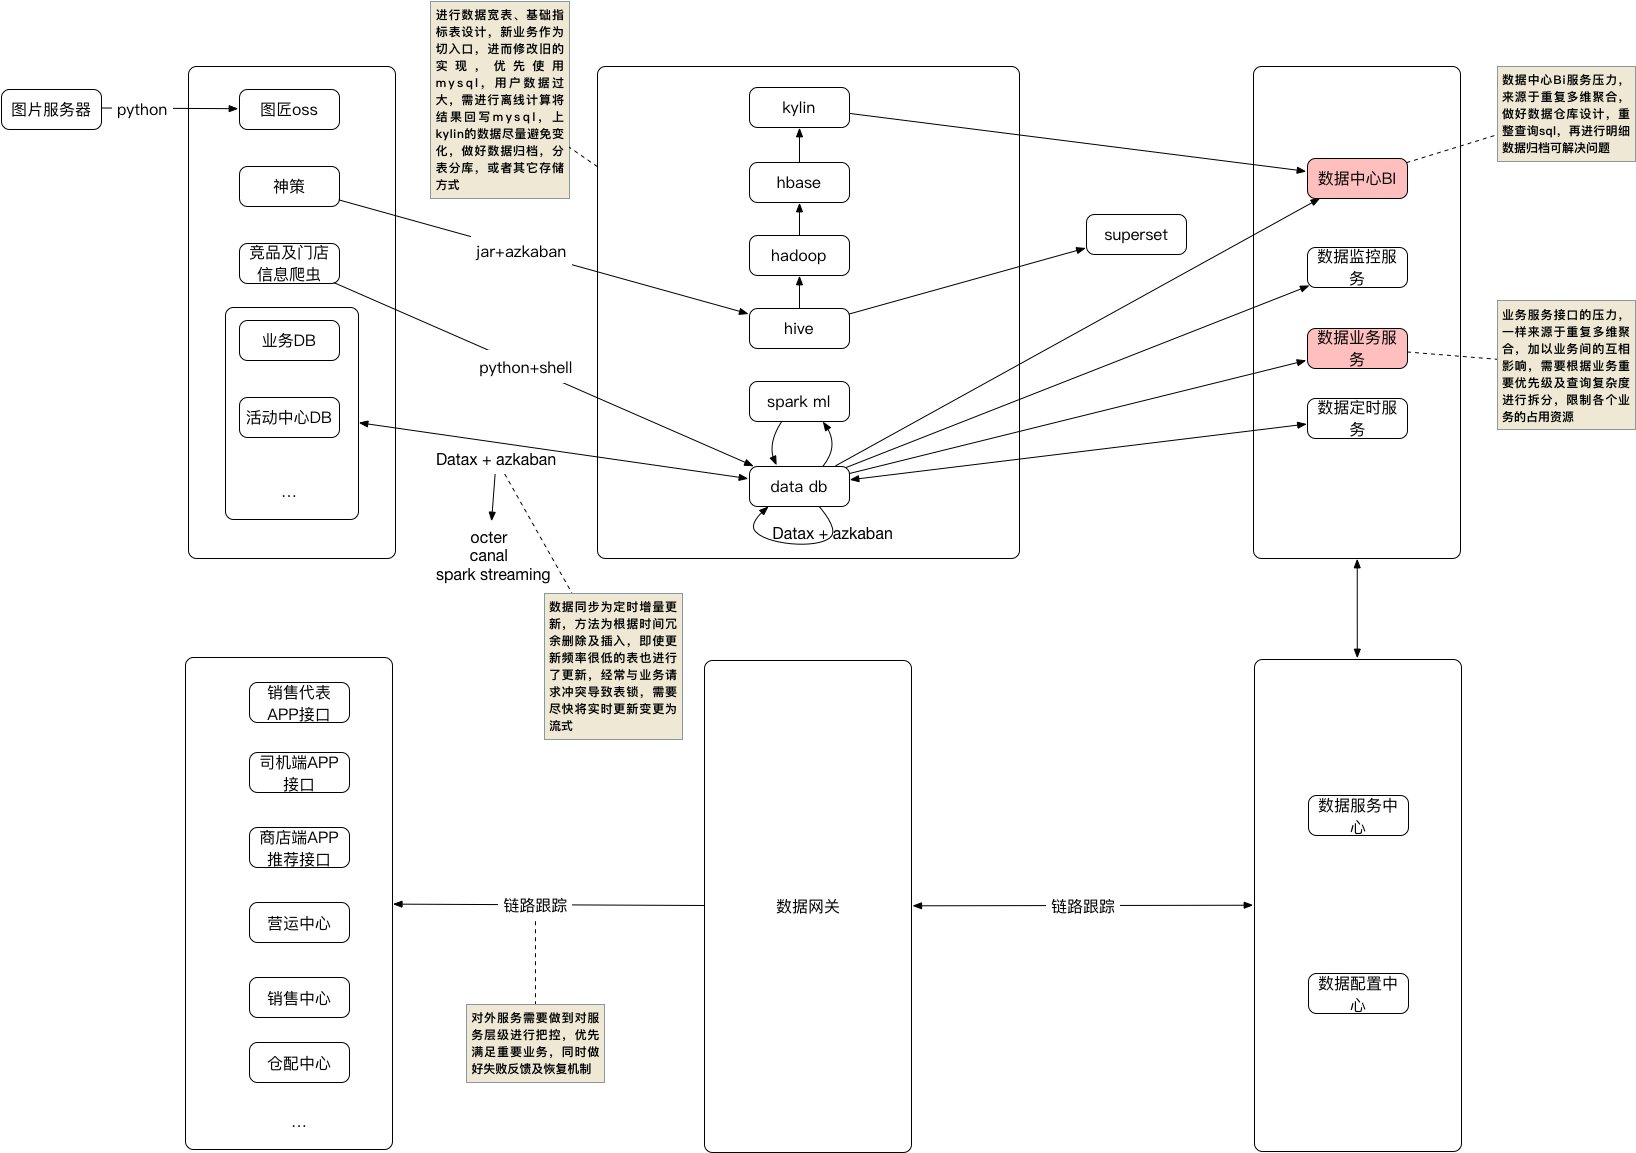 进行数据宽表、基础指
标表设计，新业务作为
切入口，进而修改旧的
实现，优先使用
mysql，用户数据过
大，需进行离线计算将
结果回写mysql，上
kylin的数据尽量避免变
化，做好数据归档，分
表分库，或者其它存储
方式
图片服务器
python
图匠oss
神策
jar+azkaban
竞品及门店
信息爬虫
python+shell
业务DB
活动中心DB
...
Datax + azkaban
octer
canal
spark streaming
kylin
hbase
hadoop
hive
superset
spark ml
data db
Datax + azkaban
数据中心BI
数据监控服
务
数据业务服
务
数据定时服
务
数据中心Bi服务压力，
来源于重复多维聚合，
做好数据仓库设计，重
整查询sql，再进行明细
数据归档可解决问题
业务服务接口的压力，
一样来源于重复多维聚
合，加以业务间的互相
影响，需要根据业务重
要优先级及查询复杂度
进行拆分，限制各个业
务的占用资源
数据同步为定时增量更
新，方法为根据时间冗
余删除及插入，即使更
新频率很低的表也进行
了更新，经常与业务请
求冲突导致表锁，需要
尽快将实时更新变更为
流式
销售代表
APP接口
司机端APP
接口
商店端APP
推荐接口
营运中心
销售中心
仓配中心
...
链路跟踪
对外服务需要做到对服
务层级进行把控，优先
满足重要业务，同时做
好失败反馈及恢复机制
数据网关
链路跟踪
数据服务中
心
数据配置中
心